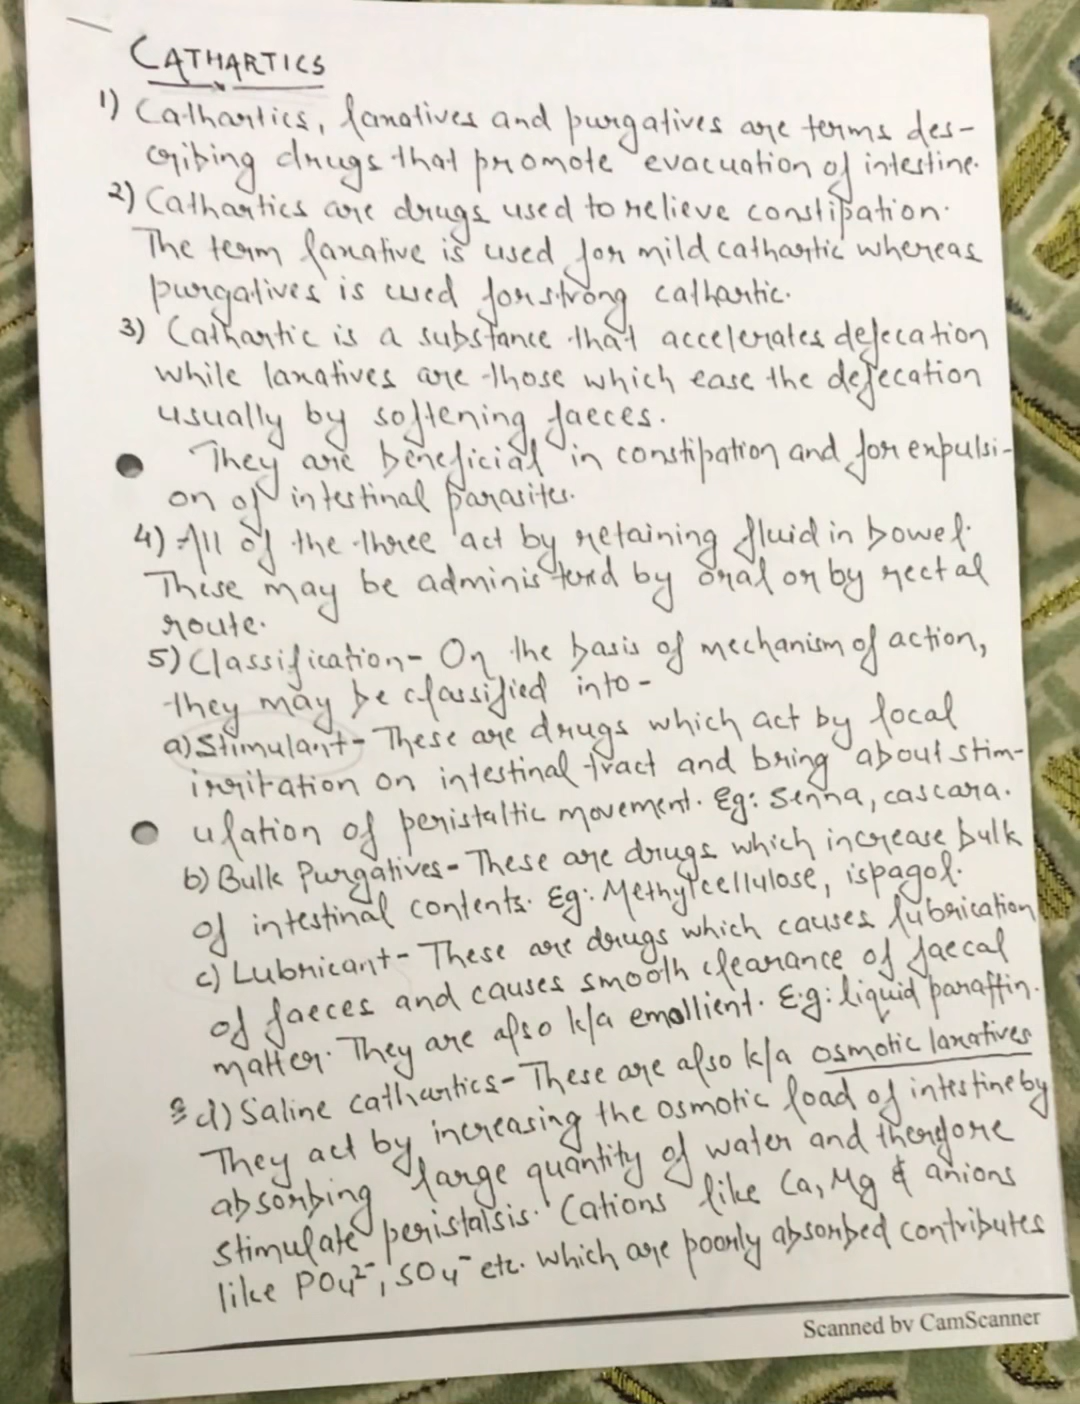 CATHARTICS
1) Cathartics, laxatives and purgatives are terms des-
cribing drugs that promote evacuation of intestine.
2) Cathartics are drugs used to relieve constipation.
The term laxative is used for mild cathartic whereas
purgatives is used for strong cathartic.
3) Cathartic is a substance that accelerates defecation
while laxatives are those which ease the defecation
usually by softening faeces.
They are beneficial in constipation and for expulsi-
on of intestinal parasites.
4) All of the three act by retaining fluid in bowel.
These may be administerd by oral or by rectal
route.
5) Classification - On the basis of mechanism of action,
they may be classified into -
a) Stimulant - These are drugs which act by local
irritation on intestinal tract and bring about stim-
ulation of peristaltic movement. Eg: Senna, cascara.
b) Bulk Purgatives - These are drugs which increase bulk
of intestinal contents. Eg: Methylcellulose, ispagol.
c) Lubricant - These are drugs which causes lubrication
of faeces and causes smooth clearance of faecal
matter. They are also k/a emollient. E.g: liquid paraffin.
d) Saline cathartics - These are also k/a osmotic laxatives
They act by increasing the osmotic load of intestine by
absorbing large quantity of water and therefore
stimulate peristalsis. Cations like Ca, Mg & anions
like PO4²⁻, SO4⁻ etc. which are poorly absorbed contributes
Scanned by CamScanner